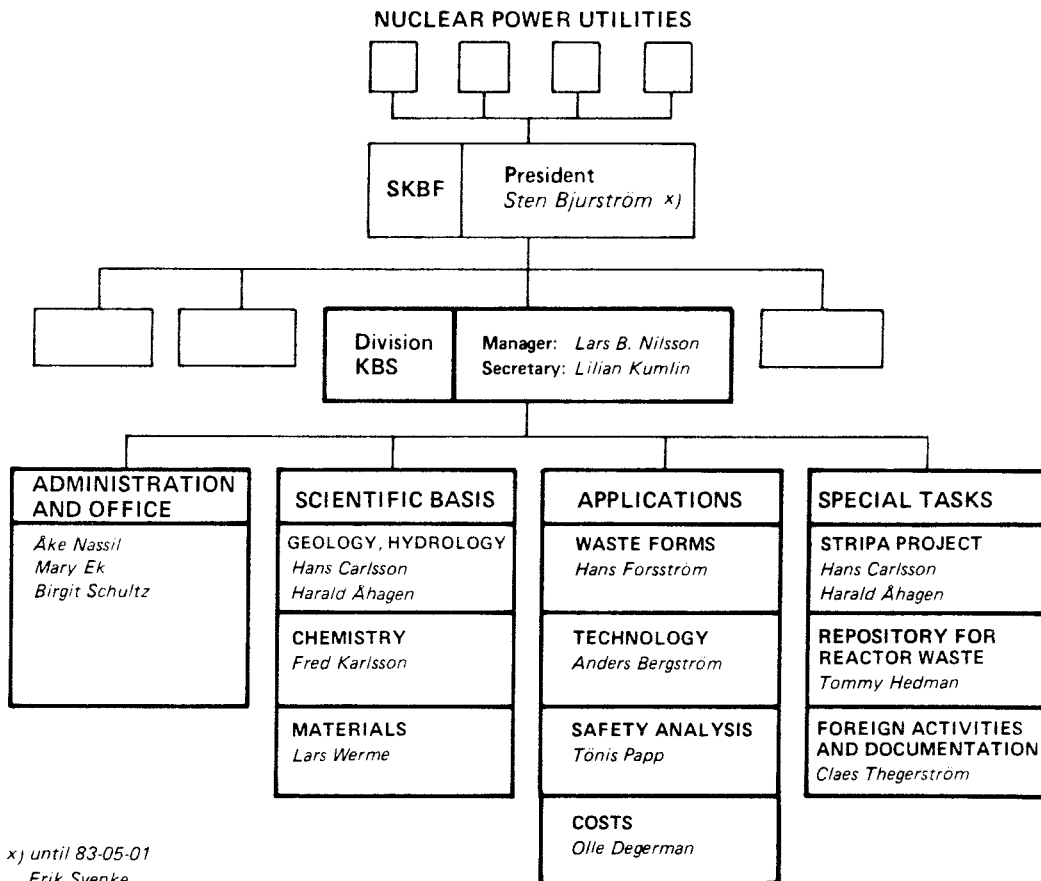 NUCLEAR POWER UTILITIES
SKBF
President
Sten Bjurström x)
Division
KBS
Manager: Lars B. Nilsson
Secretary: Lilian Kumlin
ADMINISTRATION
AND OFFICE
Åke Nassil
Mary Ek
Birgit Schultz
SCIENTIFIC BASIS
GEOLOGY, HYDROLOGY
Hans Carlsson
Harald Åhagen
CHEMISTRY
Fred Karlsson
MATERIALS
Lars Werme
APPLICATIONS
WASTE FORMS
Hans Forsström
TECHNOLOGY
Anders Bergström
SAFETY ANALYSIS
Tönis Papp
COSTS
Olle Degerman
SPECIAL TASKS
STRIPA PROJECT
Hans Carlsson
Harald Åhagen
REPOSITORY FOR
REACTOR WASTE
Tommy Hedman
FOREIGN ACTIVITIES
AND DOCUMENTATION
Claes Thegerström
x) until 83-05-01
Erik Svenke